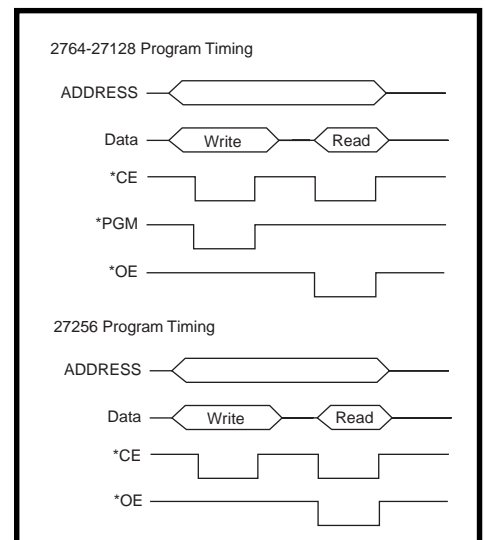 2764-27128 Program Timing
ADDRESS
Data Write Read
*CE
*PGM
*OE
27256 Program Timing
ADDRESS
Data Write Read
*CE
*OE